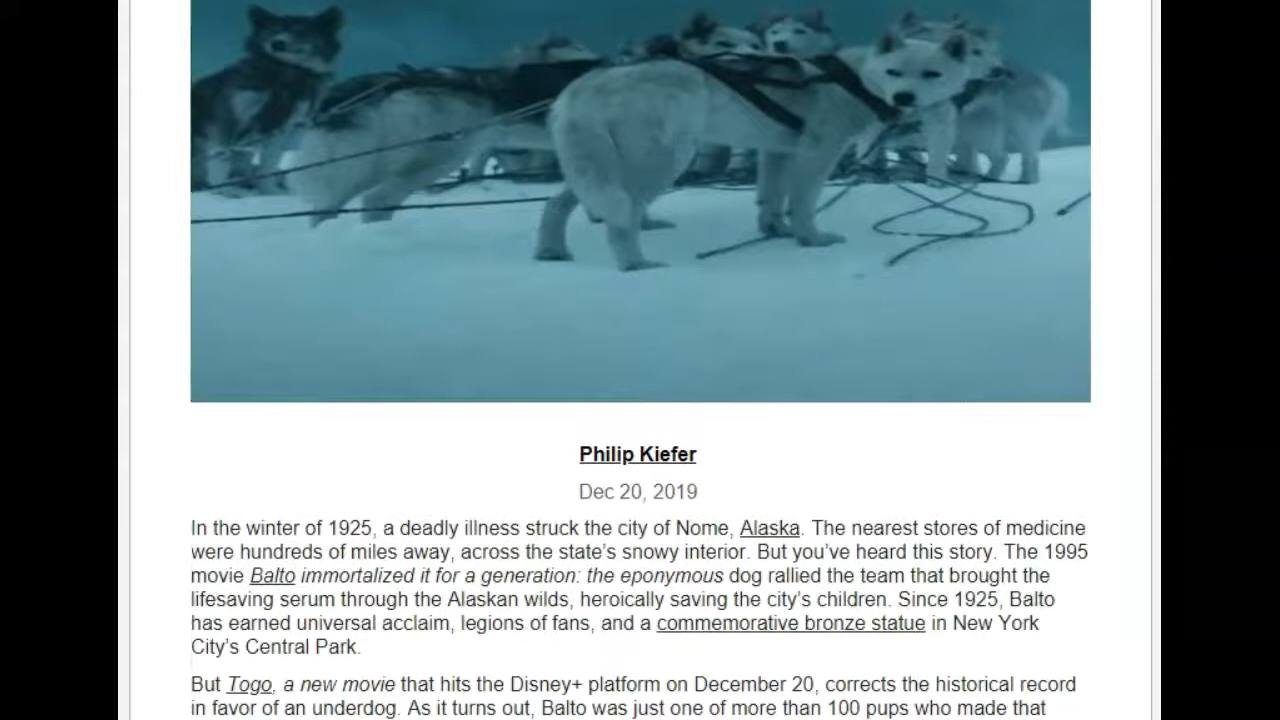 Philip Kiefer
Dec 20, 2019
In the winter of 1925, a deadly illness struck the city of Nome, Alaska. The nearest stores of medicine
were hundreds of miles away, across the state’s snowy interior. But you’ve heard this story. The 1995
movie Balto immortalized it for a generation: the eponymous dog rallied the team that brought the
lifesaving serum through the Alaskan wilds, heroically saving the city’s children. Since 1925, Balto
has earned universal acclaim, legions of fans, and a commemorative bronze statue in New York
City’s Central Park.
But Togo, a new movie that hits the Disney+ platform on December 20, corrects the historical record
in favor of an underdog. As it turns out, Balto was just one of more than 100 pups who made that